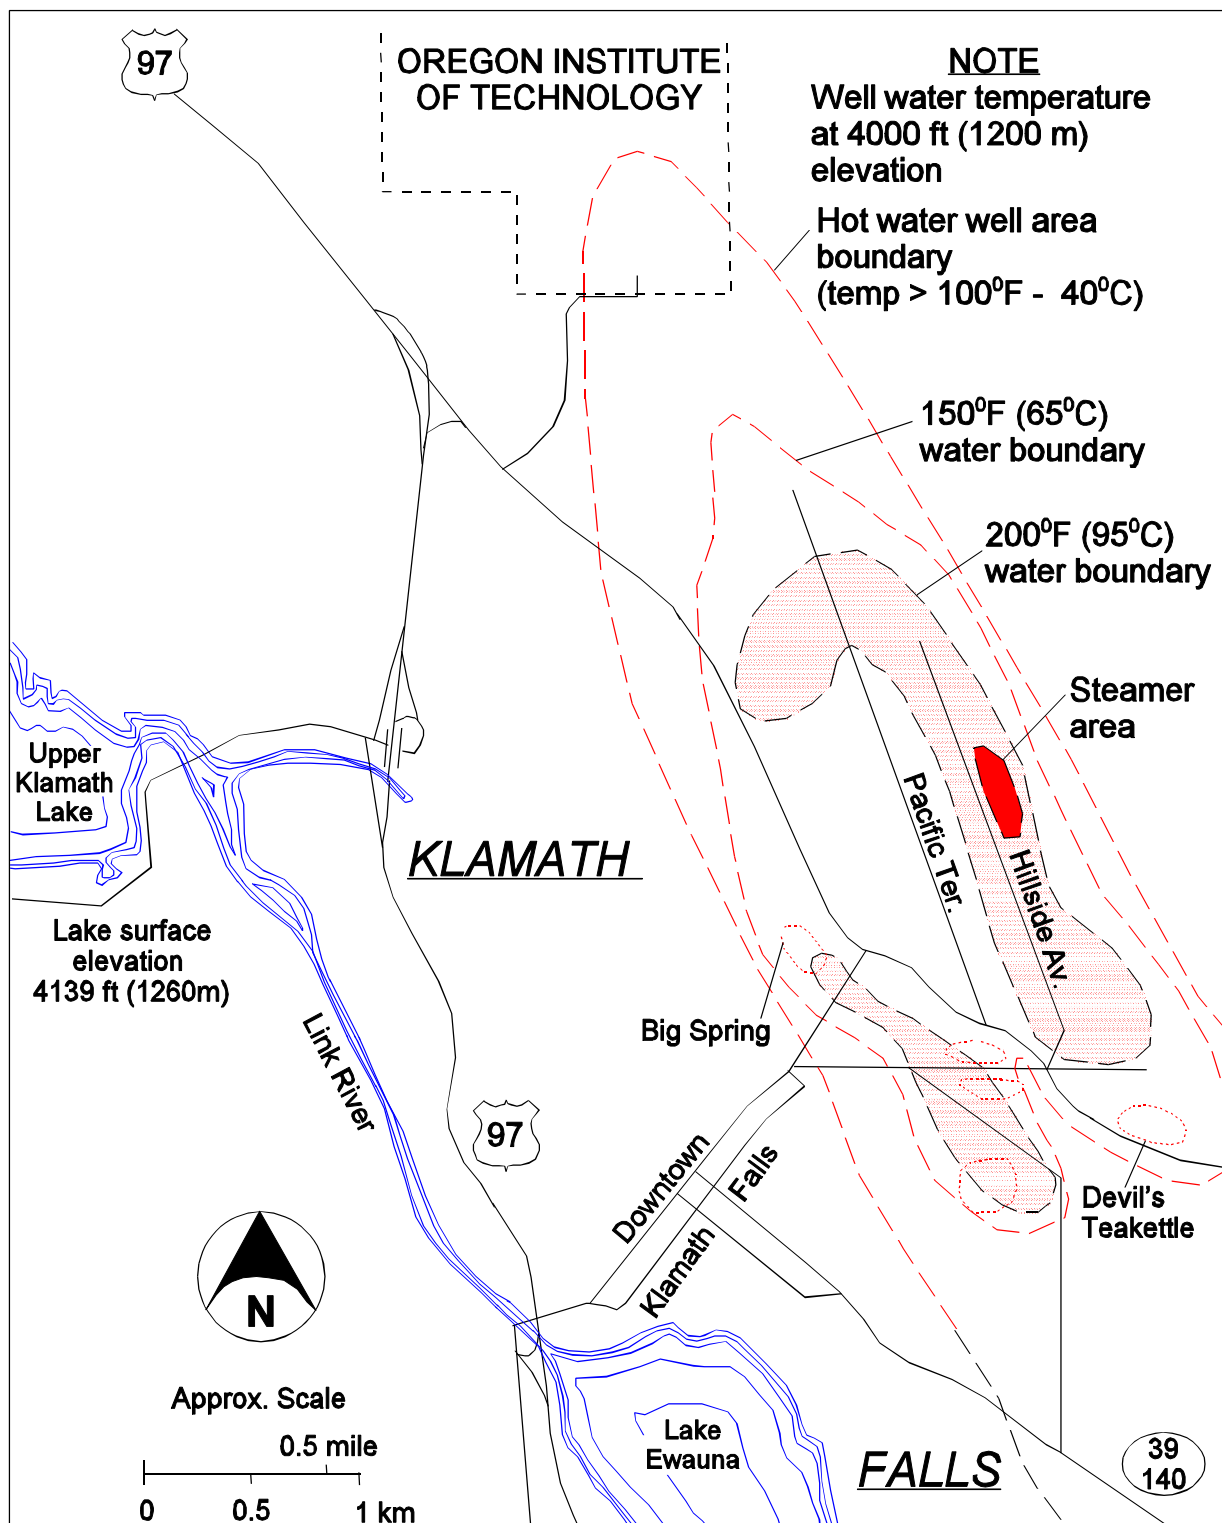 97
OREGON INSTITUTE
OF TECHNOLOGY
NOTE
Well water temperature
at 4000 ft (1200 m)
elevation
Hot water well area
boundary
(temp > 100⁰F - 40⁰C)
150⁰F (65⁰C)
water boundary
200⁰F (95⁰C)
water boundary
Steamer
area
Upper
Klamath
Lake
Pacific Ter.
Hillside Av.
KLAMATH
Lake surface
elevation
4139 ft (1260m)
Link River
Big Spring
97
Downtown
Klamath Falls
Devil's
Teakettle
N
Approx. Scale
0.5 mile
0 0.5 1 km
Lake
Ewauna
FALLS
39
140